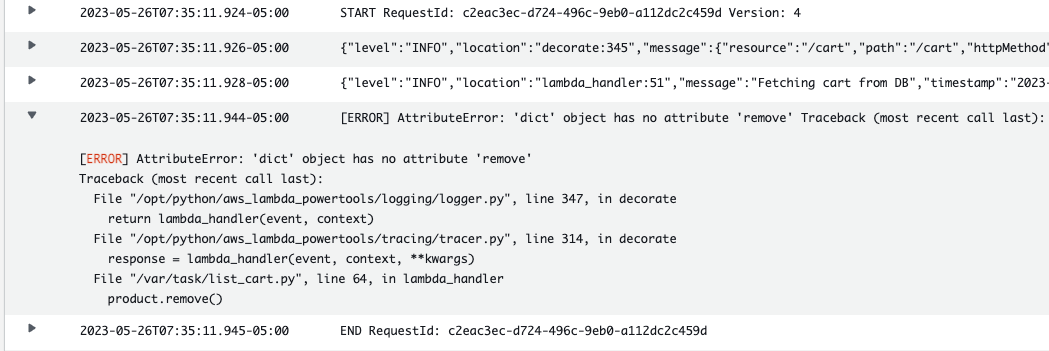 2023-05-26T07:35:11.924-05:00 START RequestId: c2eac3ec-d724-496c-9eb0-a112dc2c459d Version: 4
2023-05-26T07:35:11.926-05:00 {"level":"INFO","location":"decorate:345","message":{"resource":"/cart","path":"/cart","httpMethod"
2023-05-26T07:35:11.928-05:00 {"level":"INFO","location":"lambda_handler:51","message":"Fetching cart from DB","timestamp":"2023-
2023-05-26T07:35:11.944-05:00 [ERROR] AttributeError: 'dict' object has no attribute 'remove' Traceback (most recent call last):
[ERROR] AttributeError: 'dict' object has no attribute 'remove'
Traceback (most recent call last):
  File "/opt/python/aws_lambda_powertools/logging/logger.py", line 347, in decorate
    return lambda_handler(event, context)
  File "/opt/python/aws_lambda_powertools/tracing/tracer.py", line 314, in decorate
    response = lambda_handler(event, context, **kwargs)
  File "/var/task/list_cart.py", line 64, in lambda_handler
    product.remove()
2023-05-26T07:35:11.945-05:00 END RequestId: c2eac3ec-d724-496c-9eb0-a112dc2c459d